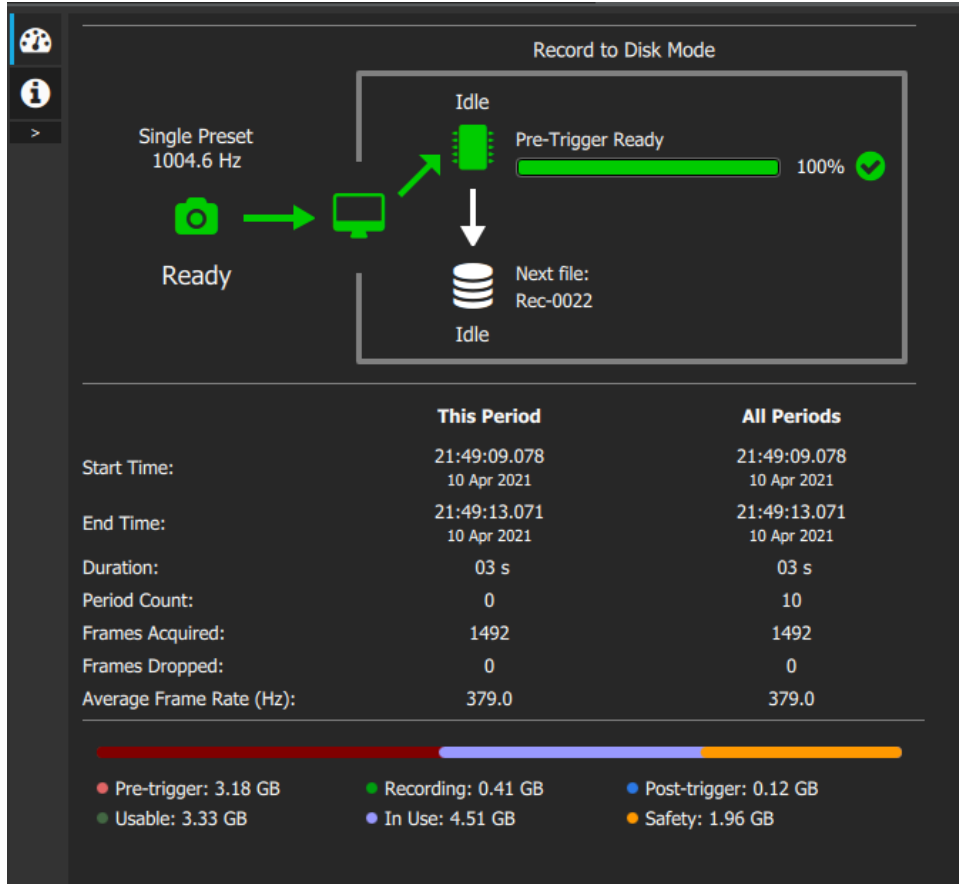 Record to Disk Mode
Idle
Single Preset
1004.6 Hz
Pre-Trigger Ready
100%
>
Ready
Next file:
Rec-0022
Idle
This Period All Periods
Start Time: 21:49:09.078 21:49:09.078
10 Apr 2021 10 Apr 2021
End Time: 21:49:13.071 21:49:13.071
10 Apr 2021 10 Apr 2021
Duration: 03 s 03 s
Period Count: 0 10
Frames Acquired: 1492 1492
Frames Dropped: 0 0
Average Frame Rate (Hz): 379.0 379.0
Pre-trigger: 3.18 GB Recording: 0.41 GB Post-trigger: 0.12 GB
Usable: 3.33 GB In Use: 4.51 GB Safety: 1.96 GB